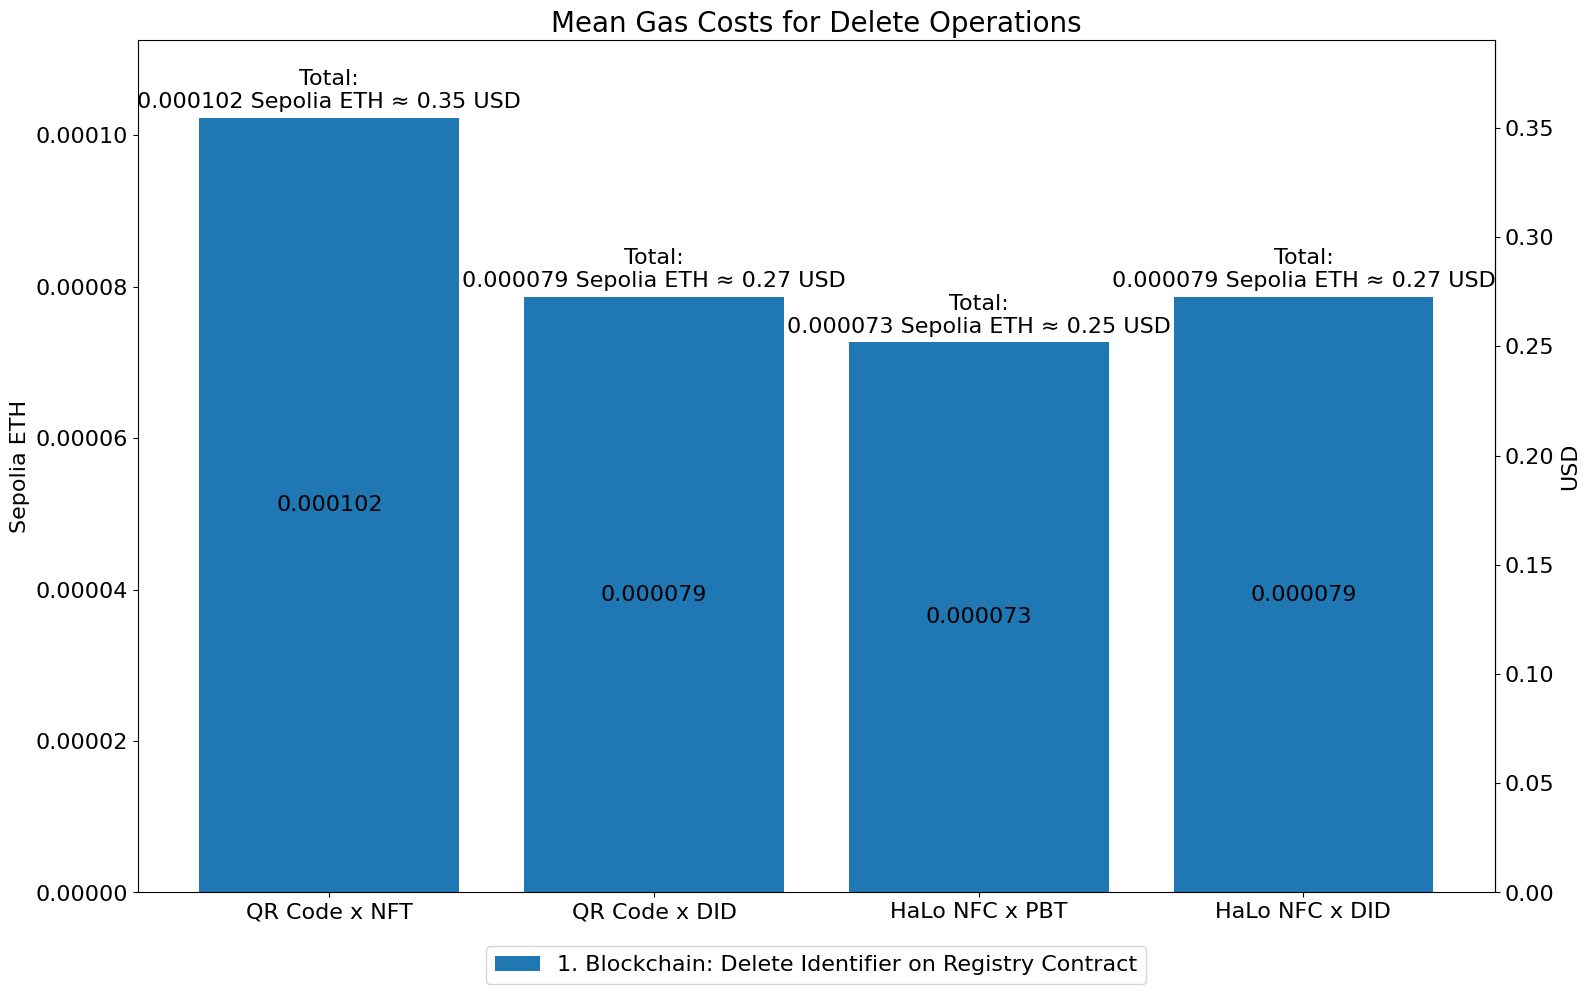 Mean Gas Costs for Delete Operations
Sepolia ETH
0.00010
0.00008
0.00006
0.00004
0.00002
0.00000
Total:
0.000102 Sepolia ETH ≈ 0.35 USD
0.000102
Total:
0.000079 Sepolia ETH ≈ 0.27 USD
0.000079
Total:
0.000073 Sepolia ETH ≈ 0.25 USD
0.000073
Total:
0.000079 Sepolia ETH ≈ 0.27 USD
0.000079
0.35
0.30
0.25
0.20
0.15
0.10
0.05
0.00
USD
QR Code x NFT
QR Code x DID
HaLo NFC x PBT
HaLo NFC x DID
1. Blockchain: Delete Identifier on Registry Contract